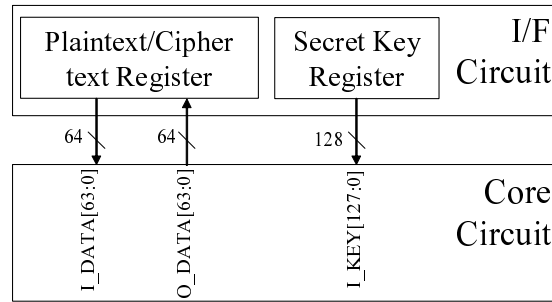 Plaintext/Cipher
text Register
Secret Key
Register
I/F
Circuit
64
64
128
I_DATA[63:0]
O_DATA[63:0]
I_KEY[127:0]
Core
Circuit